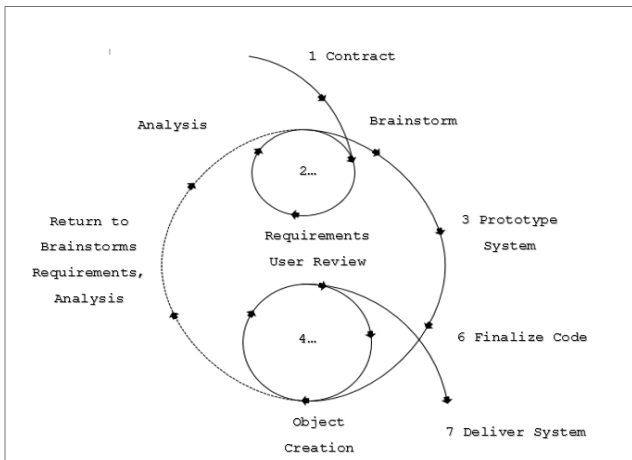 1 Contract
Analysis
Brainstorm
2…
3 Prototype
System
Return to
Brainstorms
Requirements,
Analysis
Requirements
User Review
4…
6 Finalize Code
Object
Creation
7 Deliver System